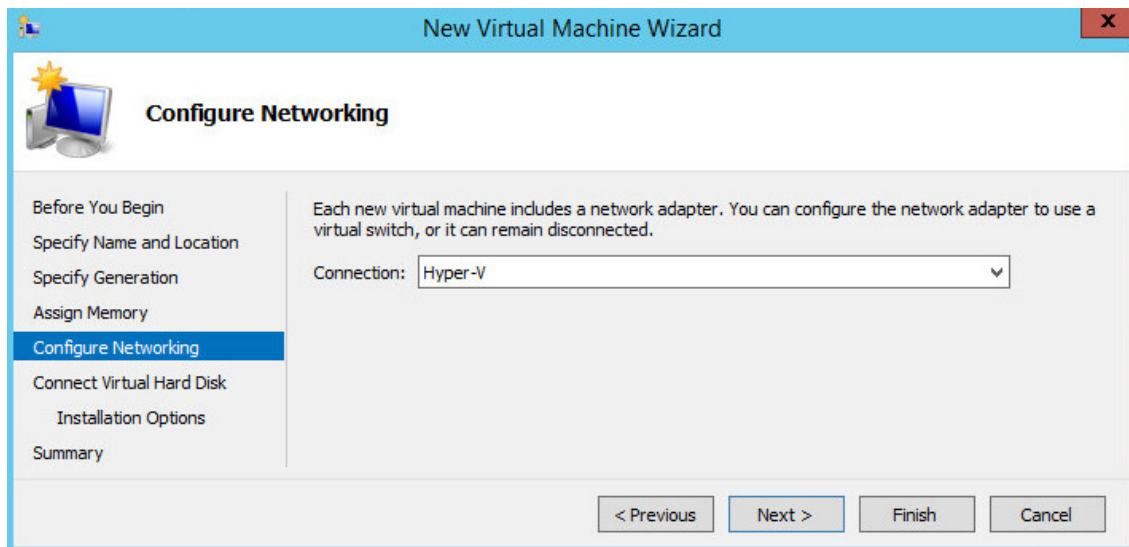 New Virtual Machine Wizard
X
Configure Networking
Before You Begin
Specify Name and Location
Specify Generation
Assign Memory
Configure Networking
Connect Virtual Hard Disk
Installation Options
Summary
Each new virtual machine includes a network adapter. You can configure the network adapter to use a
virtual switch, or it can remain disconnected.
Connection: Hyper-V
< Previous Next > Finish Cancel